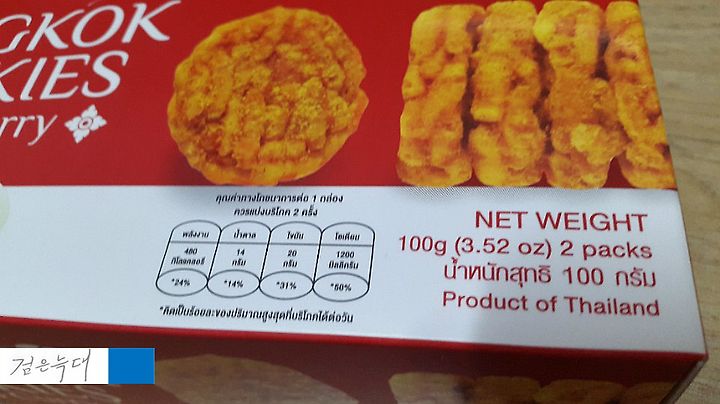 GKOK
KIES
rry
คุณค่าทางโภชนาการต่อ 1 กล่อง
ควรแบ่งบริโภค 2 ครั้ง
พลังงาน น้ำตาล ไขมัน โซเดียม
480 14 20 1200
กิโลแคลอรี กรัม กรัม มิลลิกรัม
*24% *14% *31% *50%
*คิดเป็นร้อยละของปริมาณสูงสุดที่บริโภคได้ต่อวัน
NET WEIGHT
100g (3.52 oz) 2 packs
น้ำหนักสุทธิ 100 กรัม
Product of Thailand
검은늑대